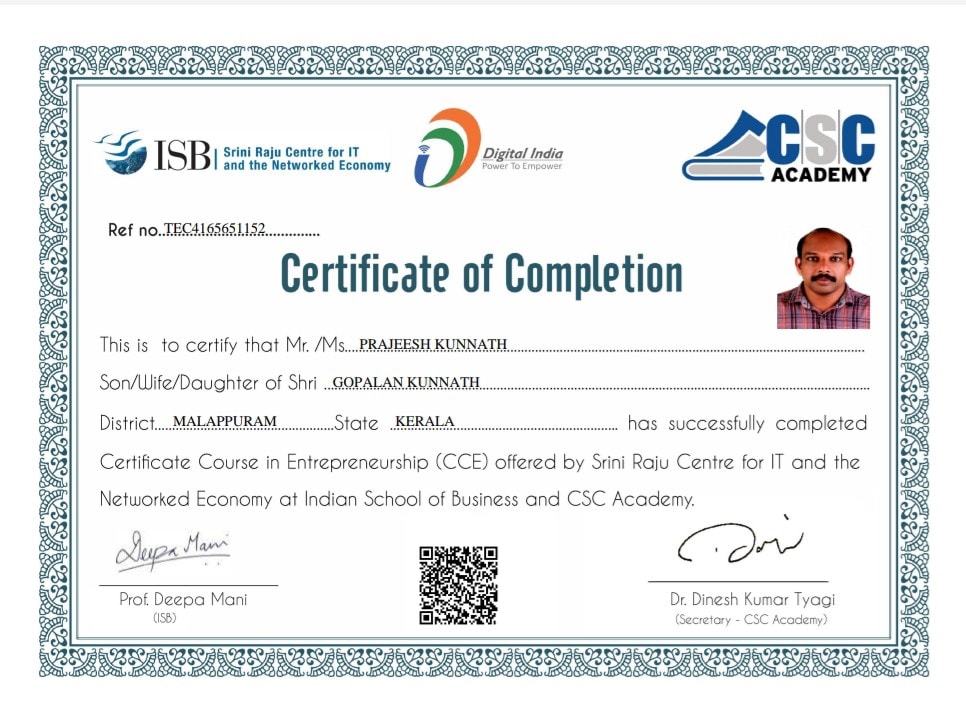 ISB Srini Raju Centre for IT
and the Networked Economy
Digital India
Power To Empower
CSC
ACADEMY
Ref no..TEC4165651152..............
Certificate of Completion
This is to certify that Mr. /Ms....PRAJEESH KUNNATH..........
Son/Wife/Daughter of Shri ..GOPALAN KUNNATH..........
District.....MALAPPURAM..............State ..KERALA.......... has successfully completed
Certificate Course in Entrepreneurship (CCE) offered by Srini Raju Centre for IT and the
Networked Economy at Indian School of Business and CSC Academy.
Deepa Mani
Prof. Deepa Mani
(ISB)
Dr. Dinesh Kumar Tyagi
(Secretary - CSC Academy)